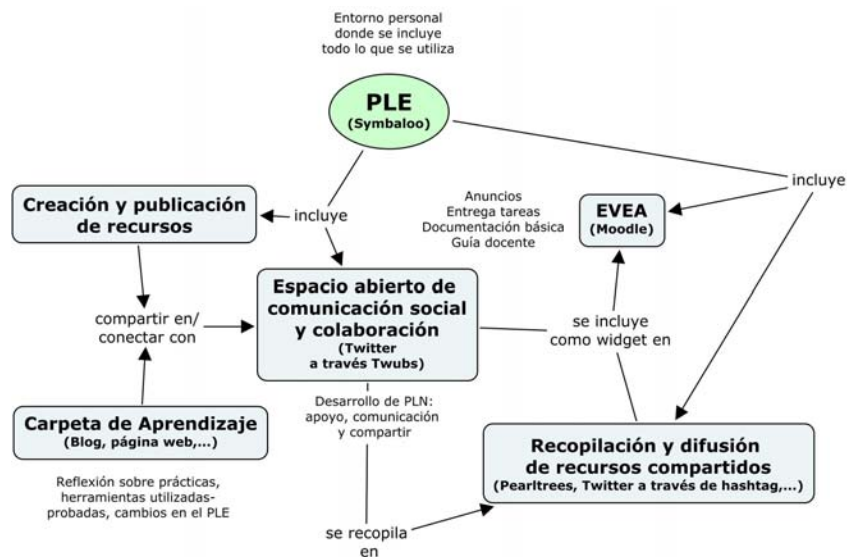 Entorno personal
donde se incluye
todo lo que se utiliza
PLE
(Symbaloo)
incluye
Creación y publicación
de recursos
incluye
Anuncios
Entrega tareas
Documentación básica
Guía docente
EVEA
(Moodle)
Espacio abierto de
comunicación social
y colaboración
(Twitter
a través Twubs)
compartir en/
conectar con
se incluye
como widget en
Desarrollo de PLN:
apoyo, comunicación
y compartir
Carpeta de Aprendizaje
(Blog, página web,...)
Reflexión sobre prácticas,
herramientas utilizadas-
probadas, cambios en el PLE
Recopilación y difusión
de recursos compartidos
(Pearltrees, Twitter a través de hashtag,...)
se recopila
en